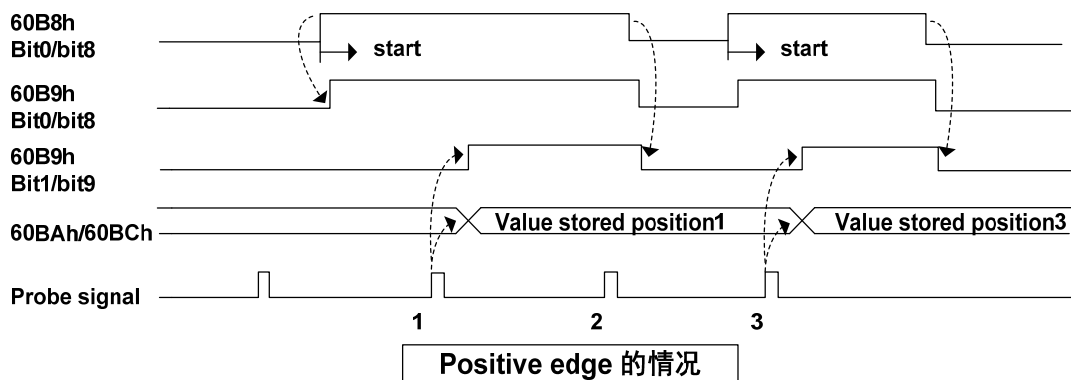 60B8h
Bit0/bit8
start
start
60B9h
Bit0/bit8
60B9h
Bit1/bit9
60BAh/60BCh
Value stored position1
Value stored position3
Probe signal
1
2
3
Positive edge 的情况